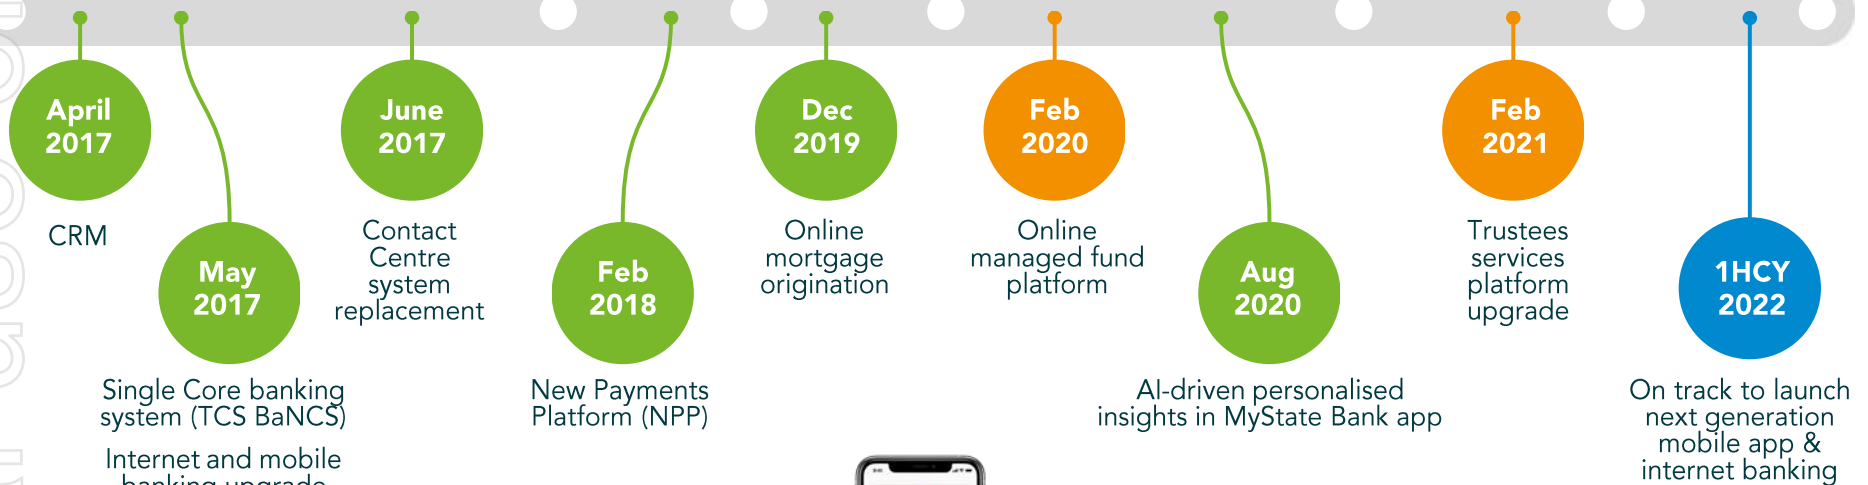 April
2017
CRM
May
2017
Single Core banking
system (TCS BaNCS)
Internet and mobile
banking upgrade
June
2017
Contact
Centre
system
replacement
Feb
2018
New Payments
Platform (NPP)
Dec
2019
Online
mortgage
origination
Feb
2020
Online
managed fund
platform
Aug
2020
AI-driven personalised
insights in MyState Bank app
Feb
2021
Trustees
services
platform
upgrade
1HCY
2022
On track to launch
next generation
mobile app &
internet banking